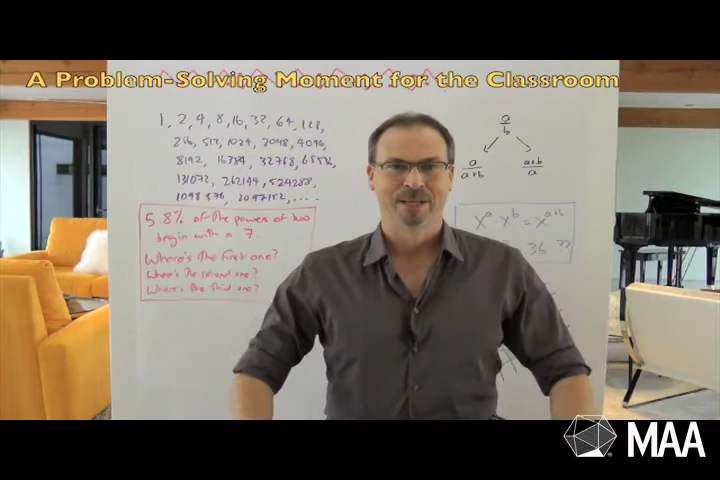 A Problem-Solving Moment for the Classroom
1, 2, 4, 8, 16, 32, 64, 128,
256, 512, 1024, 2048, 4096,
8192, 16384, 32768, 65536
131072, 262144, 524288,
1048576, 2097152, ....
5.8% of the powers of two
begin with a 7.
Where's the first one?
Where's the second one?
Where's the third one?
a/b
a/a+b
a+b/a
x^a · x^b = x^a+b
36 ??
MAA